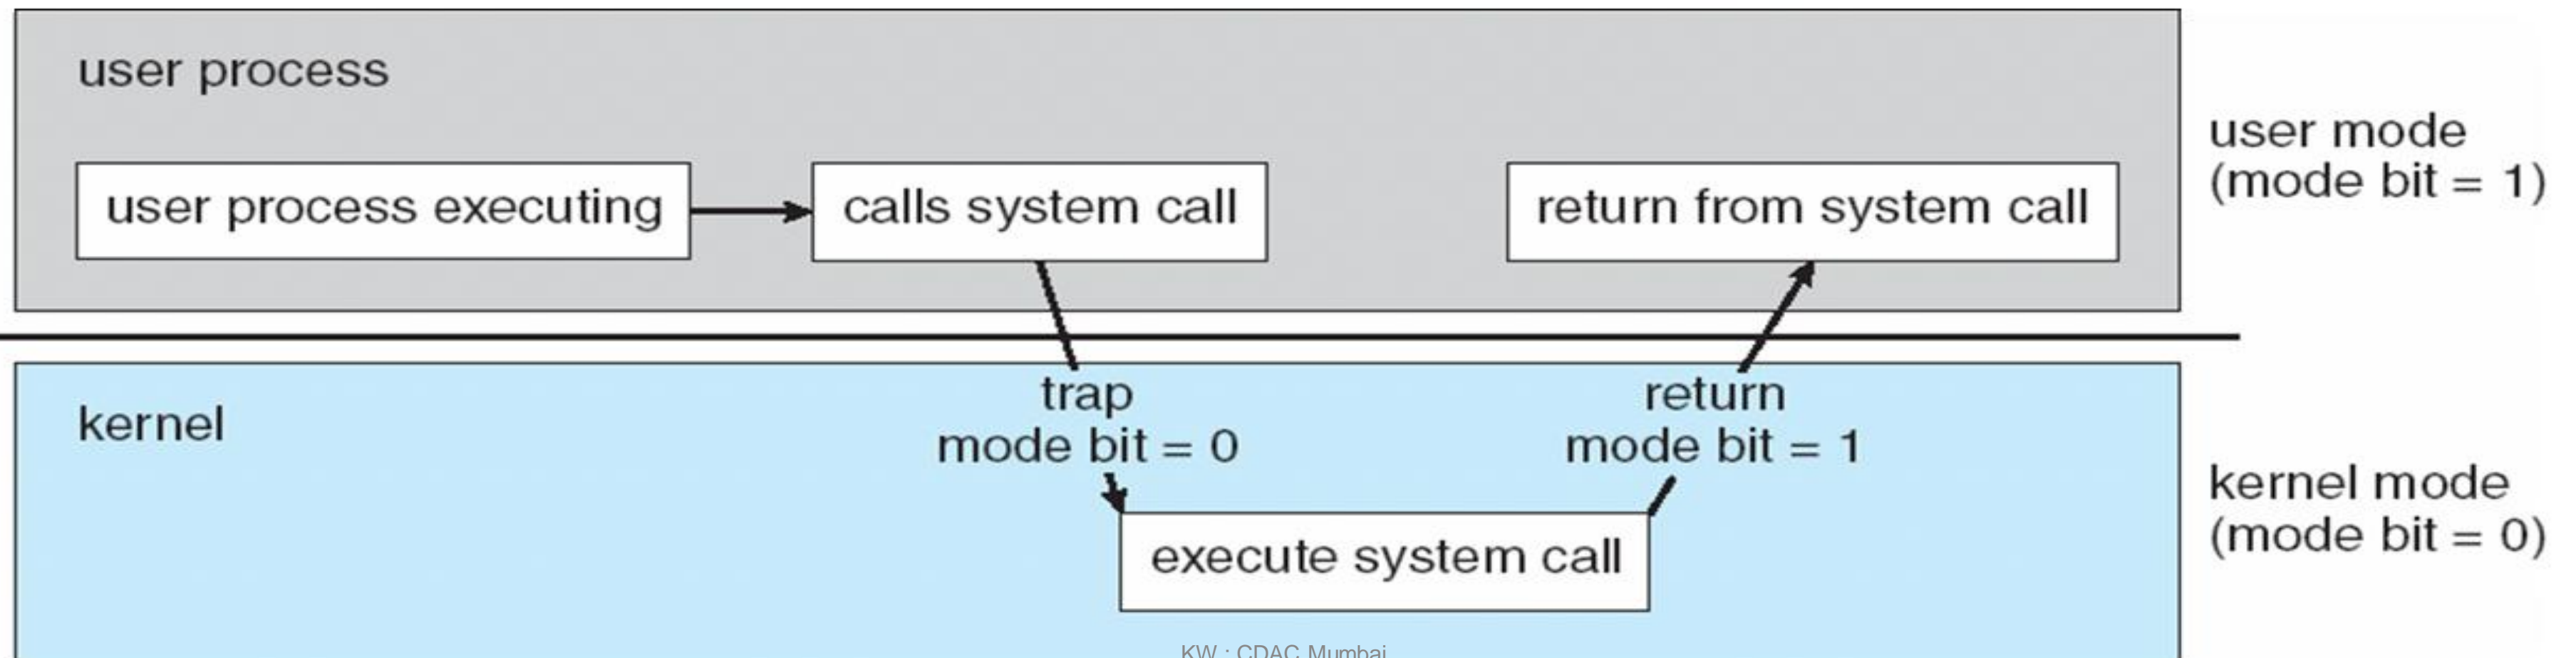 user process
user process executing
calls system call
return from system call
user mode
(mode bit = 1)
kernel
trap
mode bit = 0
return
mode bit = 1
execute system call
kernel mode
(mode bit = 0)
KW : CDAC Mumbai